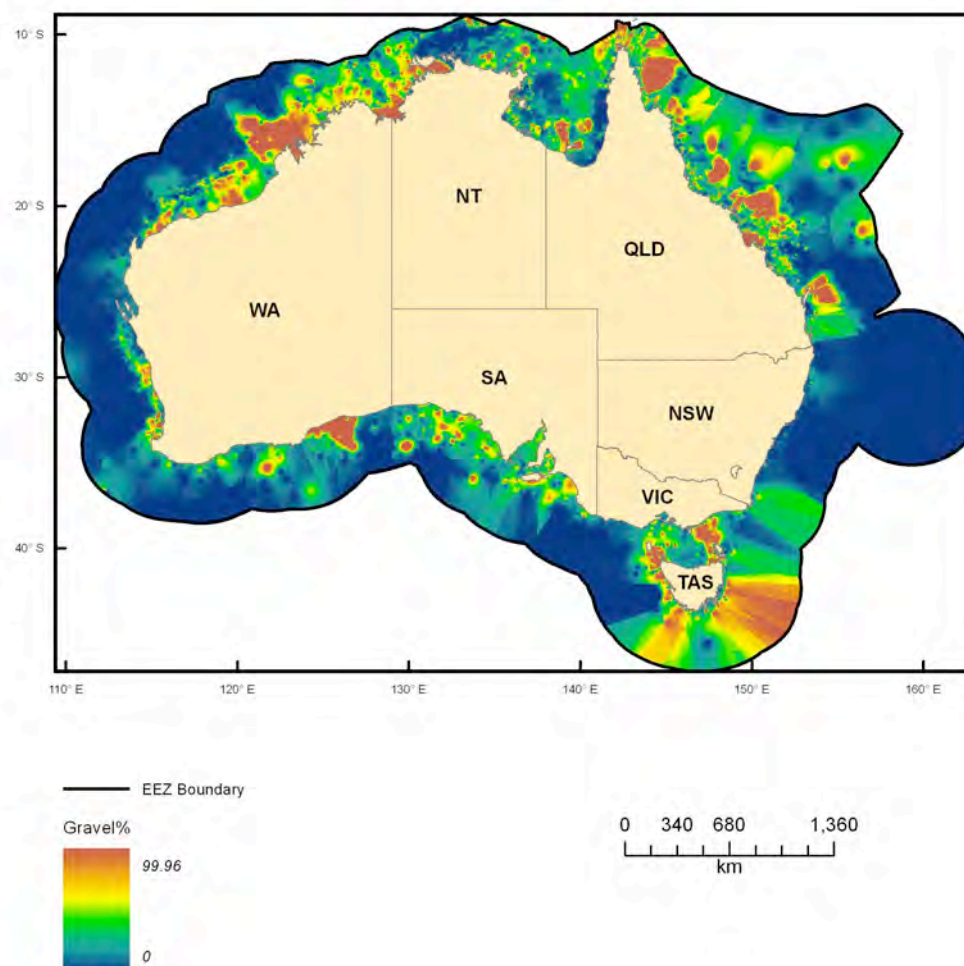 10° S
20° S
30° S
40° S
NT
QLD
WA
SA
NSW
VIC
TAS
110° E 120° E 130° E 140° E 150° E 160° E
EEZ Boundary
Gravel%
99.96
0
0 340 680 1,360
km